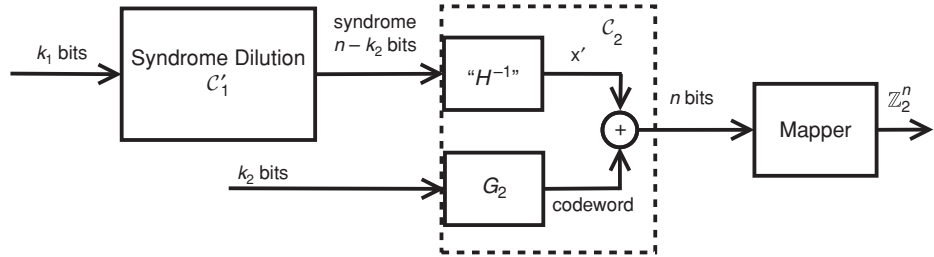 k₁ bits
Syndrome Dilution
𝒞′₁
syndrome
n – k₂ bits
𝒞₂
"H⁻¹"
x′
+
n bits
Mapper
ℤ₂ⁿ
k₂ bits
G₂
codeword